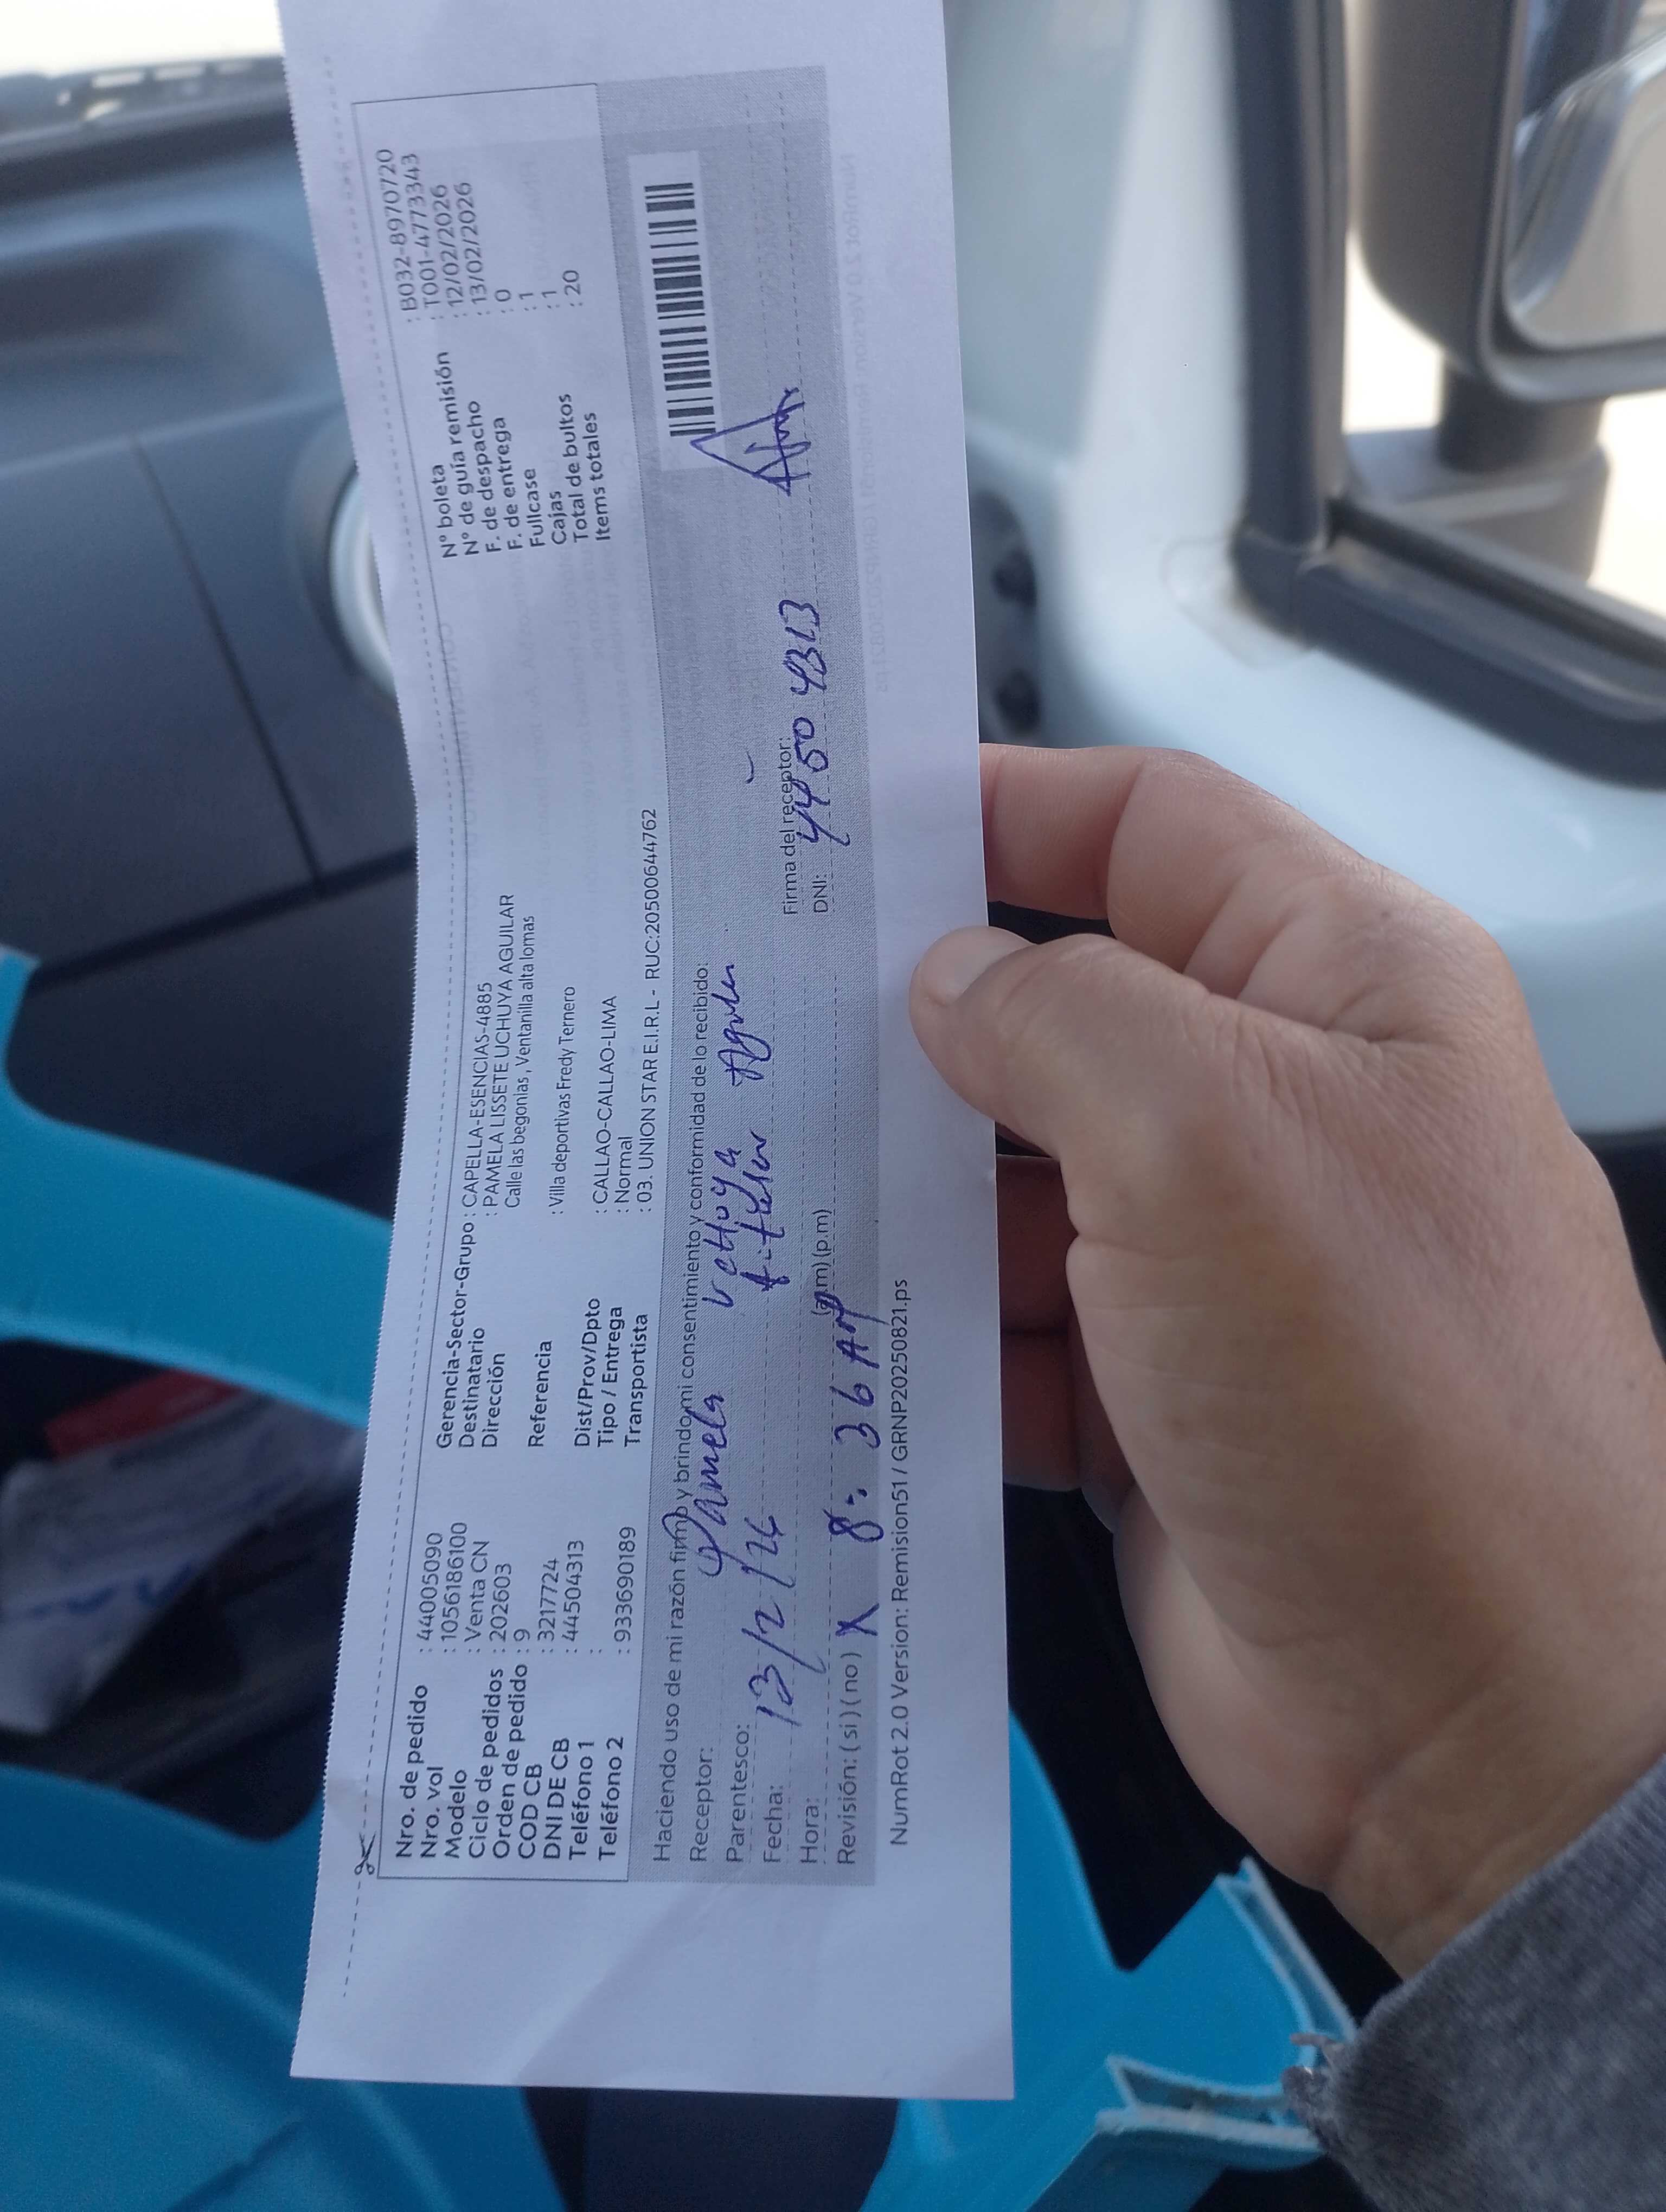 Nro. de pedido : 44005090
Nro. vol : 1056186100
Modelo : Venta CN
Ciclo de pedidos : 202603
Orden de pedido : 9
COD CB : 3217724
DNI DE CB : 44504313
Teléfono 1 :
Teléfono 2 : 933690189
Gerencia-Sector-Grupo : CAPELLA-ESENCIAS-4885
Destinatario : PAMELA LISSETE UCHUYA AGUILAR
Dirección Calle las begonias , Ventanilla alta lomas
Referencia : Villa deportivas Fredy Ternero
Dist/Prov/Dpto : CALLAO-CALLAO-LIMA
Tipo / Entrega : Normal
Transportista : 03. UNION STAR E.I.R.L - RUC:20500644762
N° boleta : B032-8970720
N° de guía remisión : T001-4773343
F. de despacho : 12/02/2026
F. de entrega : 13/02/2026
Fullcase : 0
Cajas : 1
Total de bultos : 1
Items totales : 20
Haciendo uso de mi razón firmo y brindo mi consentimiento y conformidad de lo recibido:
Receptor: Pamela Uchuya Aguilar
Parentesco: titular
Fecha: 13/2/26
Hora: 8:36 AM (a.m) (p.m)
Revisión: ( si ) ( no ) X
Firma del receptor:
DNI: 44504313
NumRot 2.0 Version: Remision51 / GRNP20250821.ps